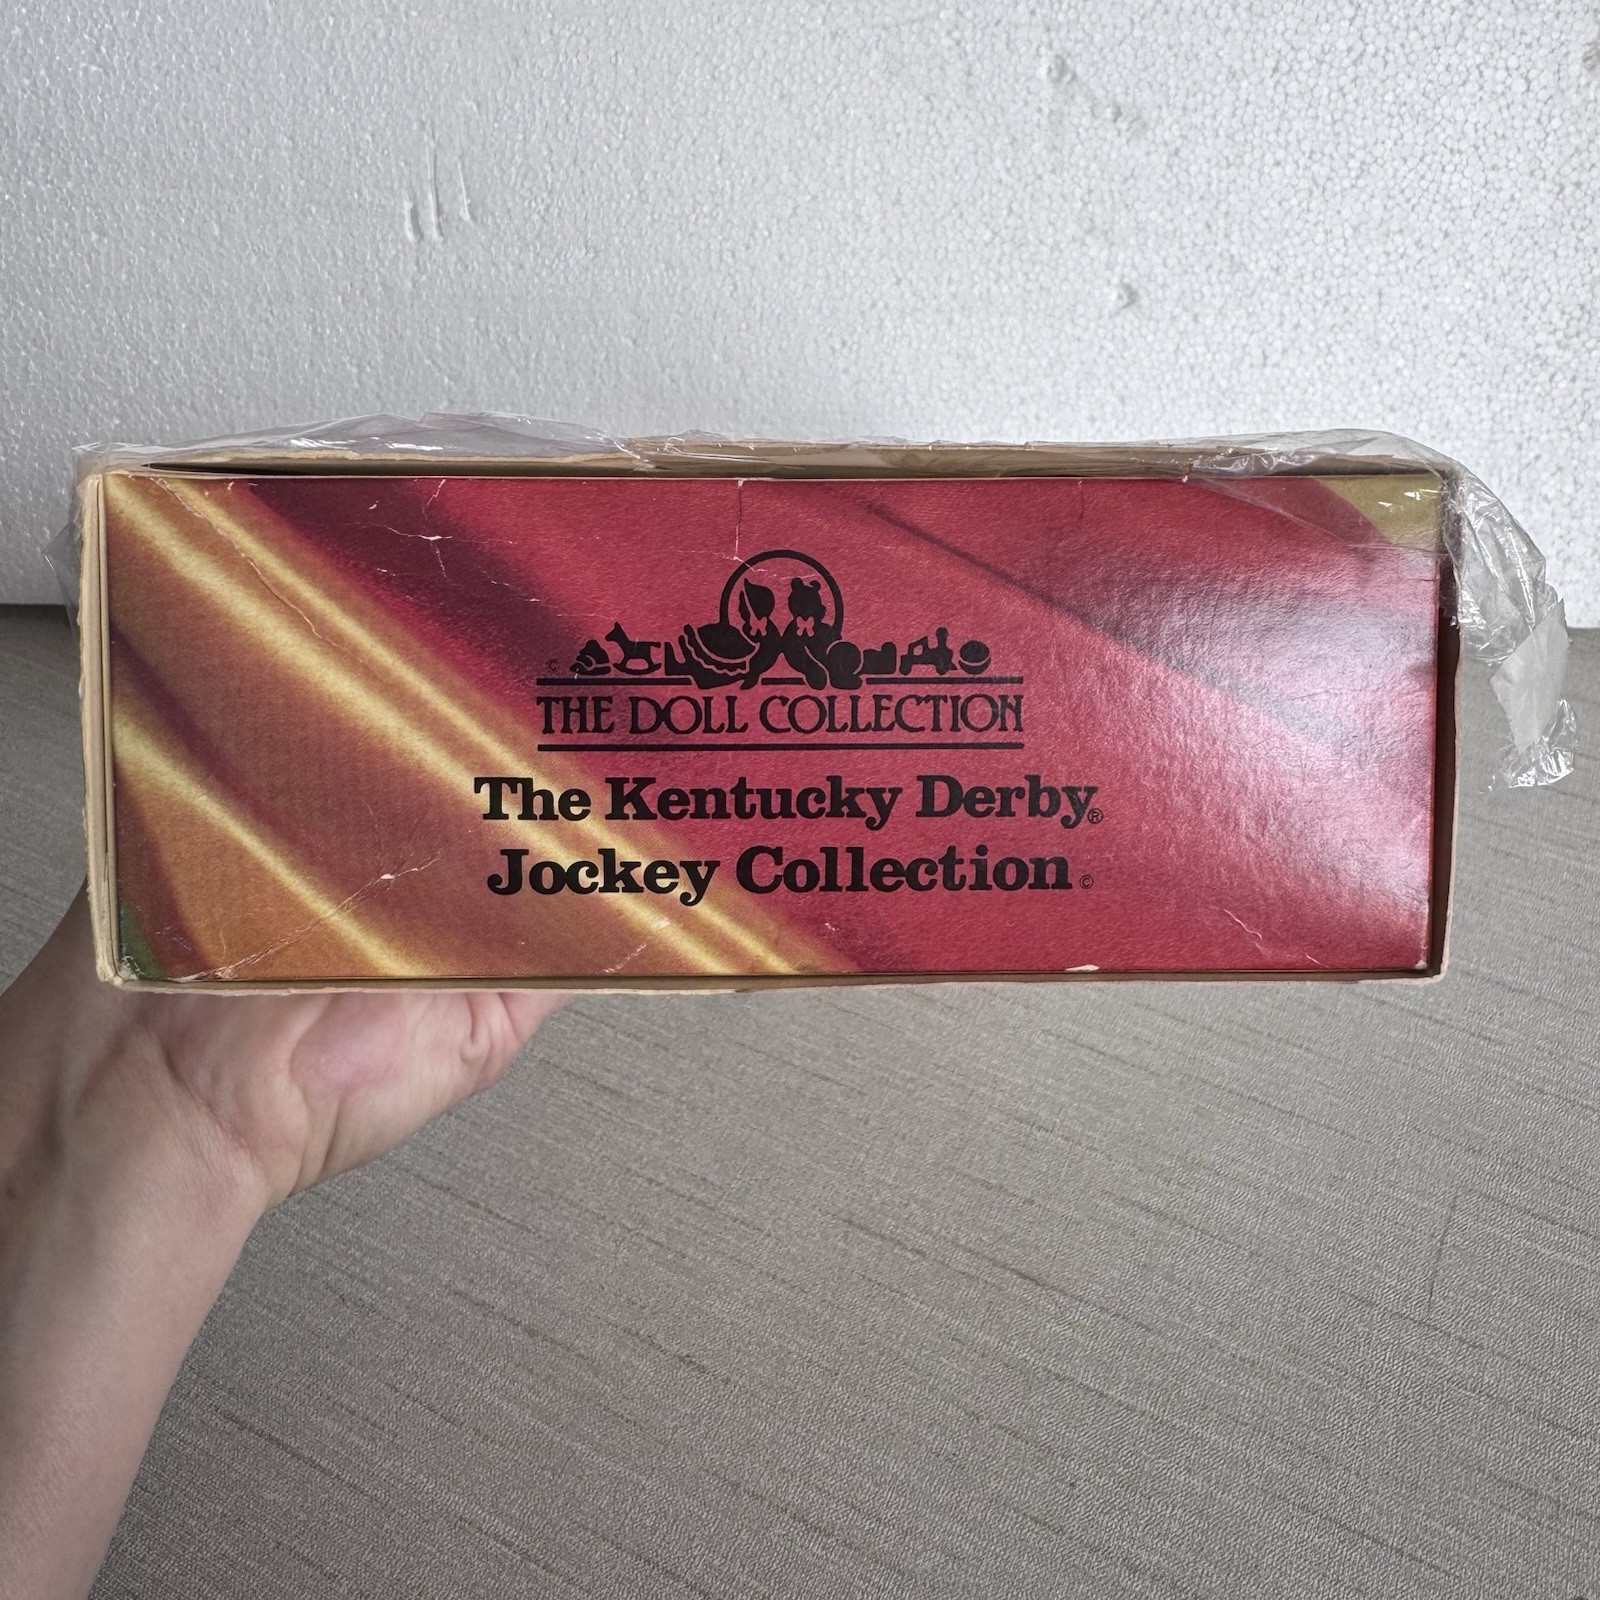 ©
THE DOLL COLLECTION
The Kentucky Derby®
Jockey Collection©